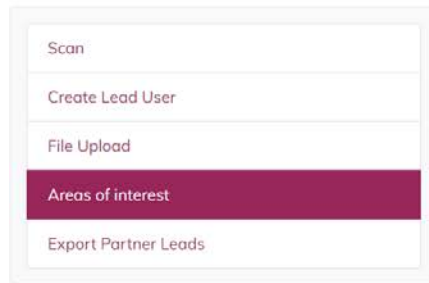 Scan
Create Lead User
File Upload
Areas of interest
Export Partner Leads